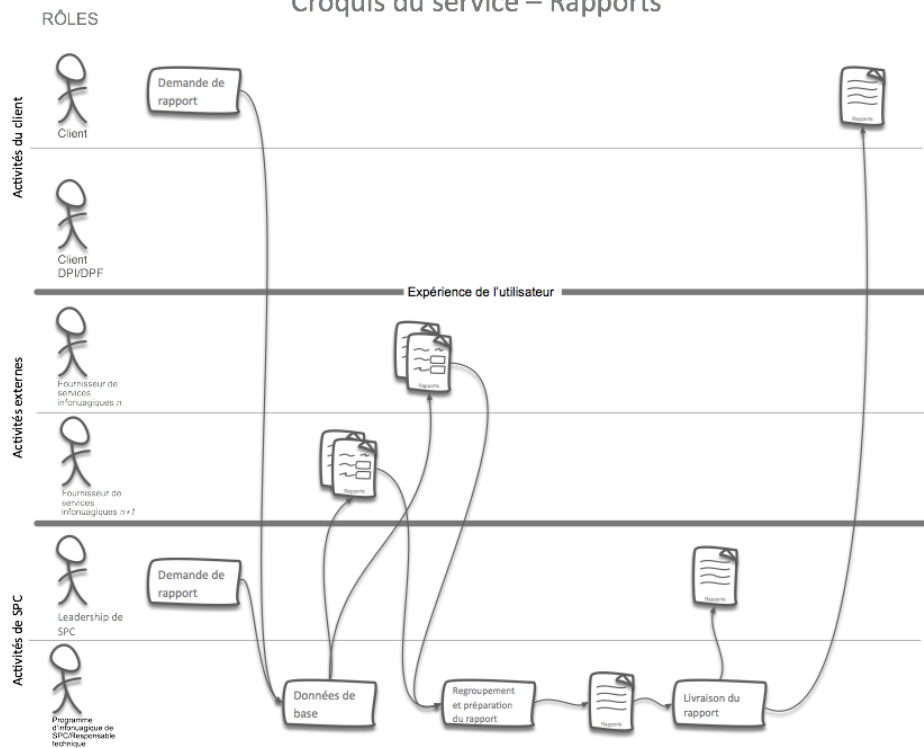 Croquis du service – Rapports
RÔLES
Activités du client
Client
Demande de
rapport
Rapports
Client
DPI/DPF
Expérience de l'utilisateur
Activités externes
Fournisseur de
services
infonuagiques n
Rapports
Fournisseur de
services
infonuagiques n+1
Rapports
Activités de SPC
Leadership de
SPC
Demande de
rapport
Rapports
Programme
d'infonuagique de
SPC/Responsable
technique
Données de
base
Regroupement
et préparation
du rapport
Rapports
Livraison du
rapport